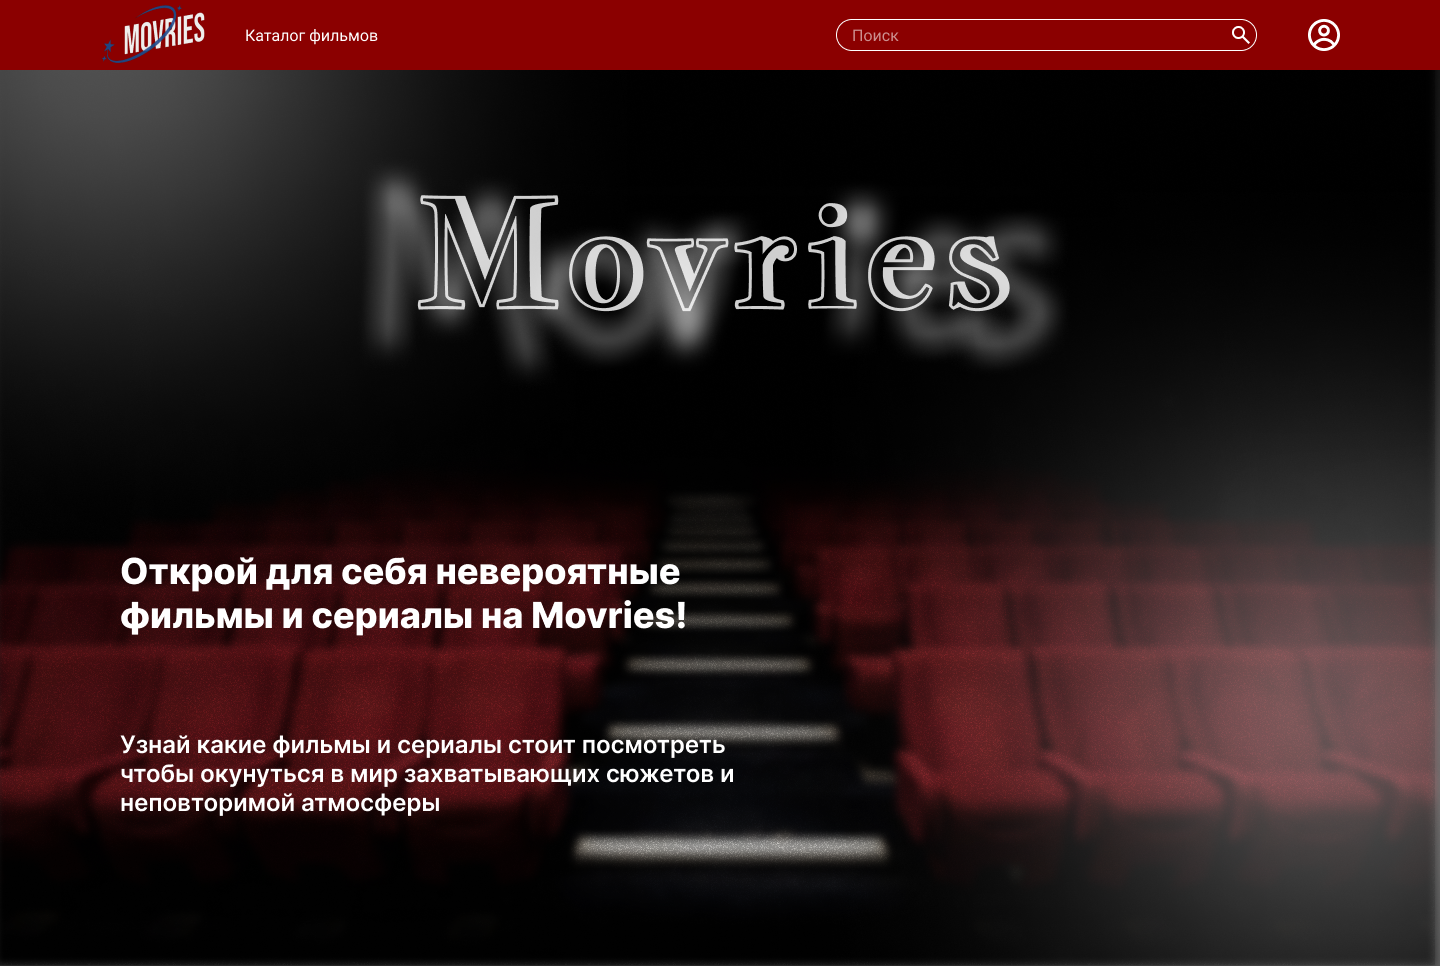 MOVRIES
Каталог фильмов
Поиск
Movries
Открой для себя невероятные
фильмы и сериалы на Movries!
Узнай какие фильмы и сериалы стоит посмотреть
чтобы окунуться в мир захватывающих сюжетов и
неповторимой атмосферы